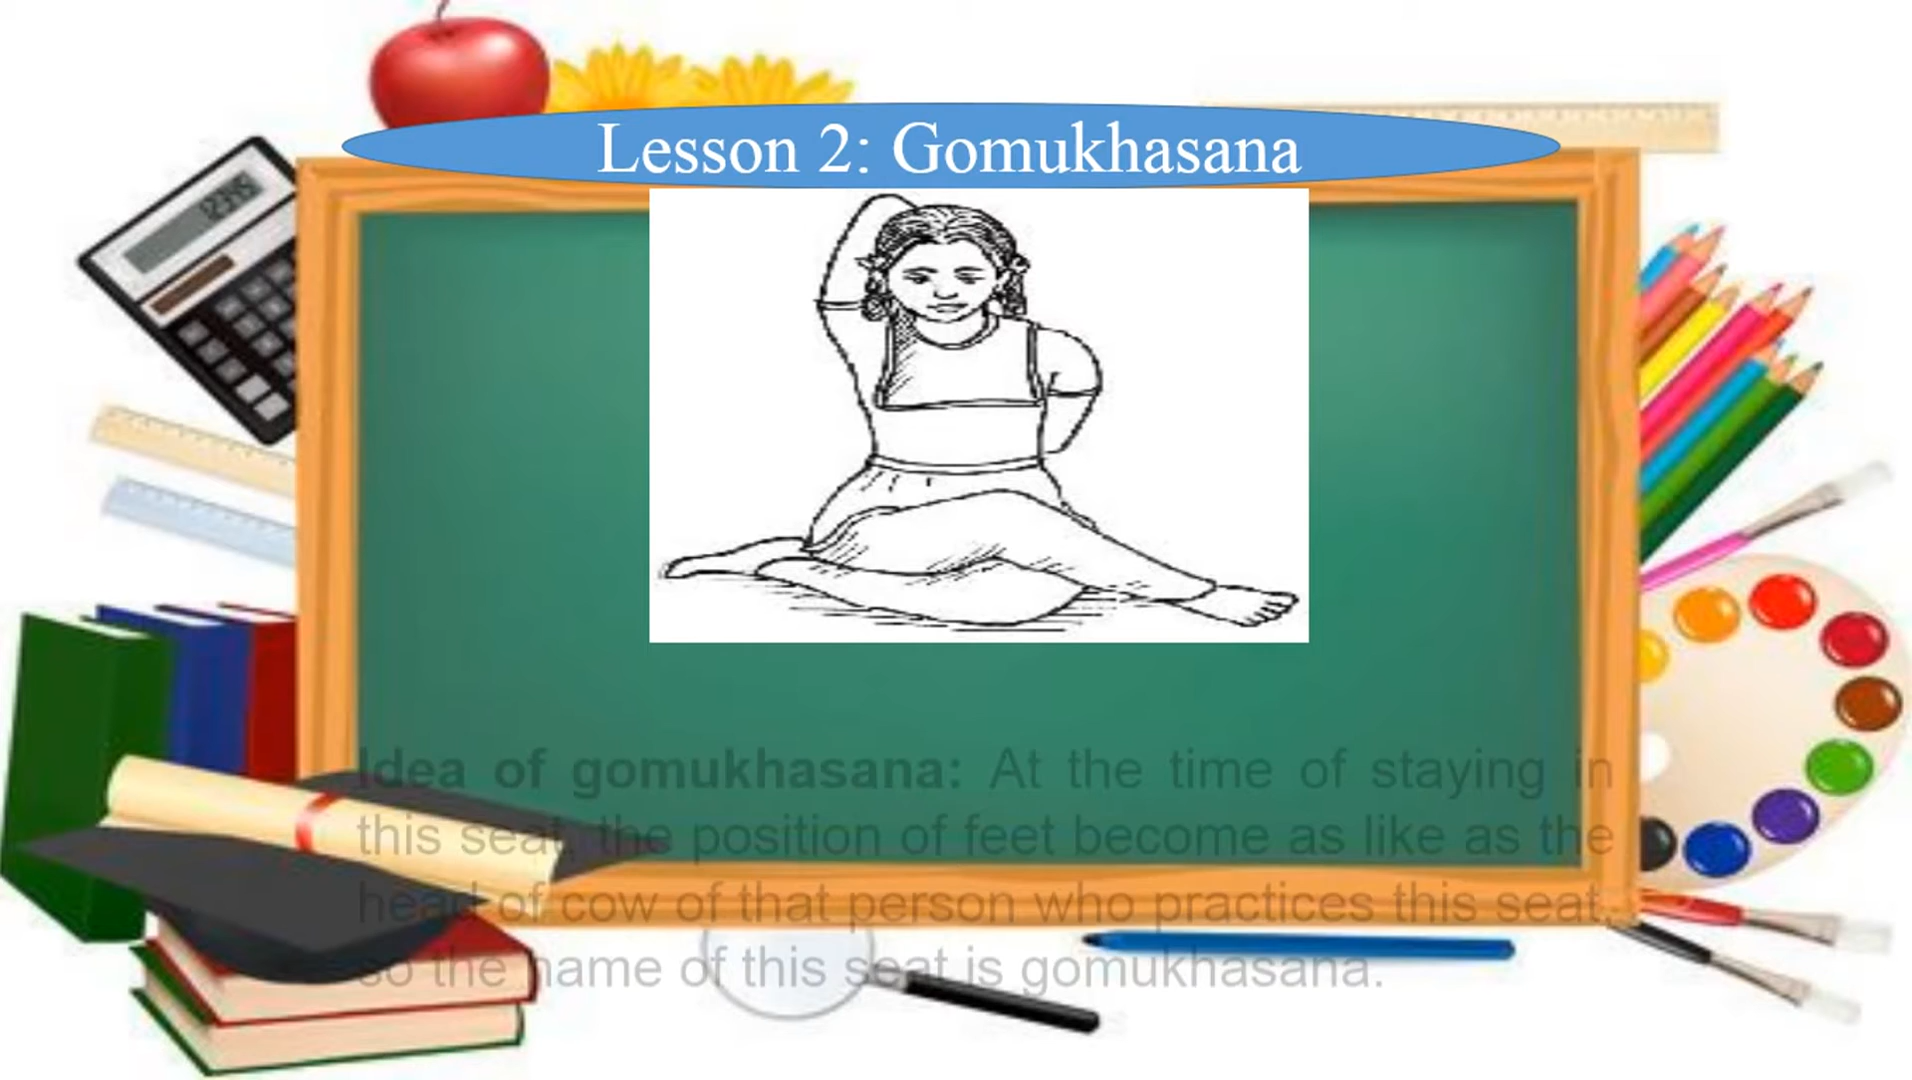 Lesson 2: Gomukhasana
Idea of gomukhasana: At the time of staying in
this seat, the position of feet become as like as the
head of cow of that person who practices this seat,
so the name of this seat is gomukhasana.